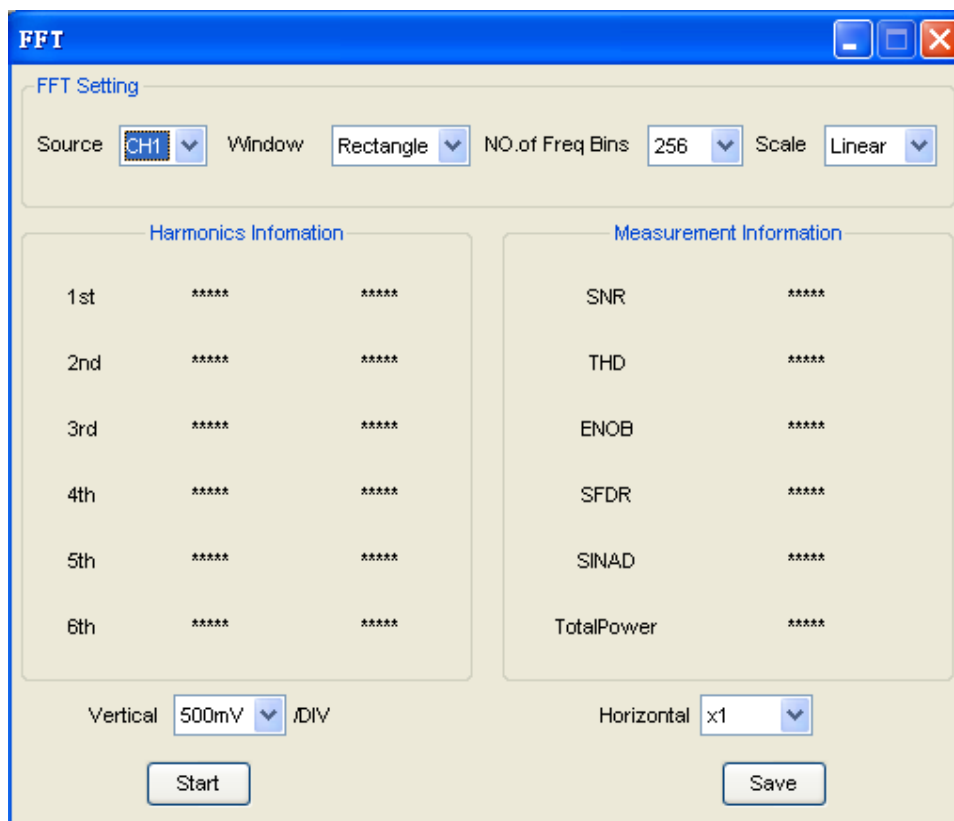 FFT
FFT Setting
Source CH1 Window Rectangle NO.of Freq Bins 256 Scale Linear
Harmonics Infomation
1st ***** *****
2nd ***** *****
3rd ***** *****
4th ***** *****
5th ***** *****
6th ***** *****
Measurement Information
SNR *****
THD *****
ENOB *****
SFDR *****
SINAD *****
TotalPower *****
Vertical 500mV /DIV
Horizontal x1
Start
Save